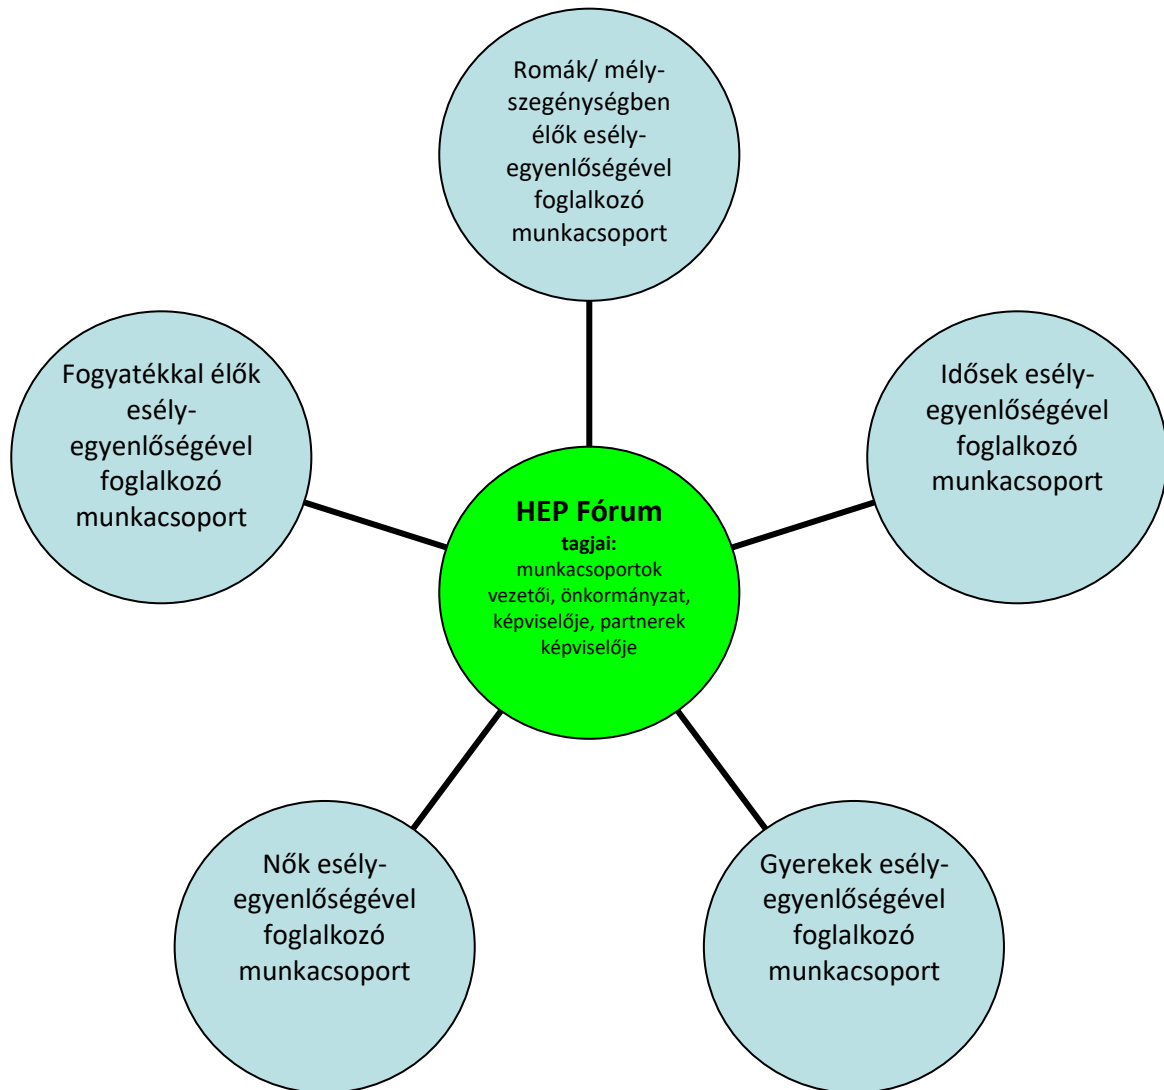 Romák/ mély-
szegénységben
élők esély-
egyenlőségével
foglalkozó
munkacsoport
Fogyatékkal élők
esély-
egyenlőségével
foglalkozó
munkacsoport
Idősek esély-
egyenlőségével
foglalkozó
munkacsoport
HEP Fórum
tagjai:
munkacsoportok
vezetői, önkormányzat,
képviselője, partnerek
képviselője
Nők esély-
egyenlőségével
foglalkozó
munkacsoport
Gyerekek esély-
egyenlőségével
foglalkozó
munkacsoport